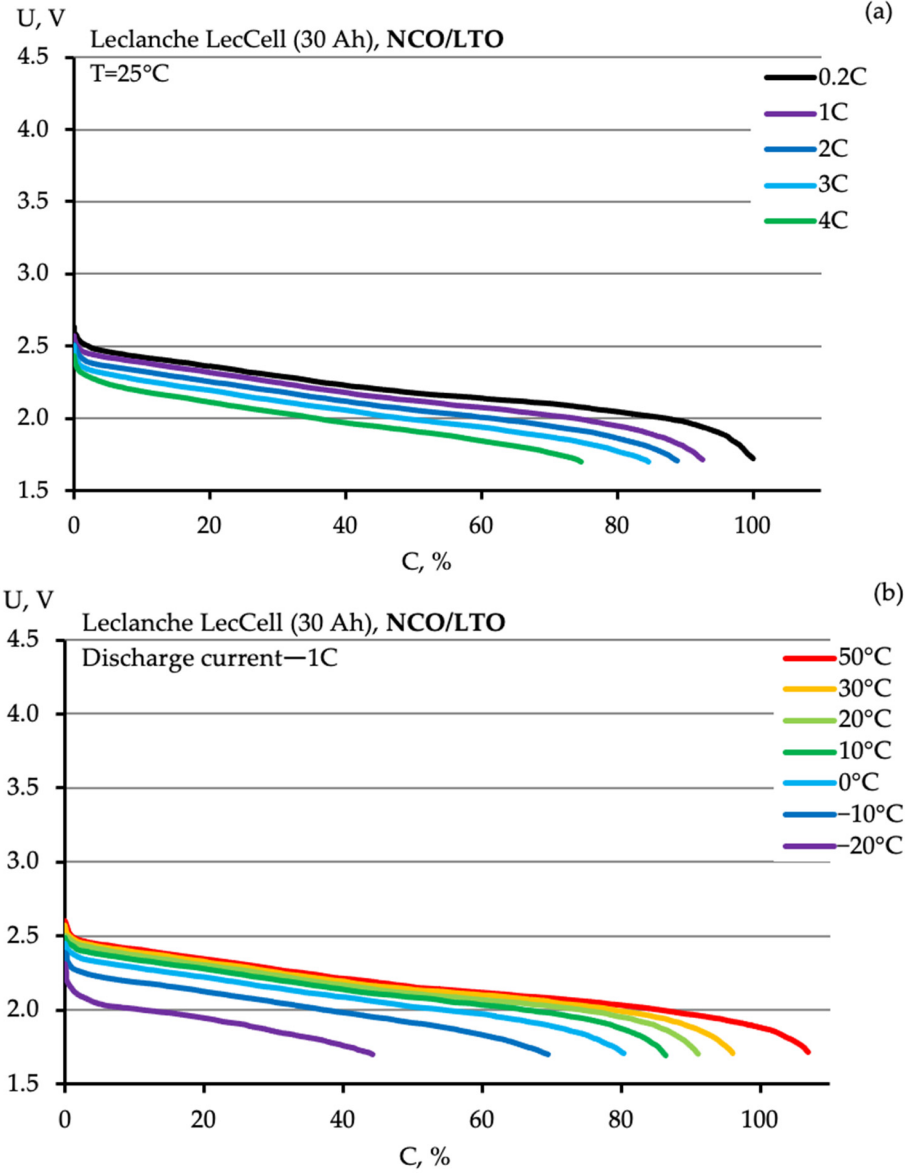 U, V
(a)
Leclanche LecCell (30 Ah), NCO/LTO
T=25°C
4.5
4.0
3.5
3.0
2.5
2.0
1.5
0.2C
1C
2C
3C
4C
0 20 40 60 80 100
C, %
U, V
(b)
Leclanche LecCell (30 Ah), NCO/LTO
Discharge current—1C
4.5
4.0
3.5
3.0
2.5
2.0
1.5
50°C
30°C
20°C
10°C
0°C
−10°C
−20°C
0 20 40 60 80 100
C, %